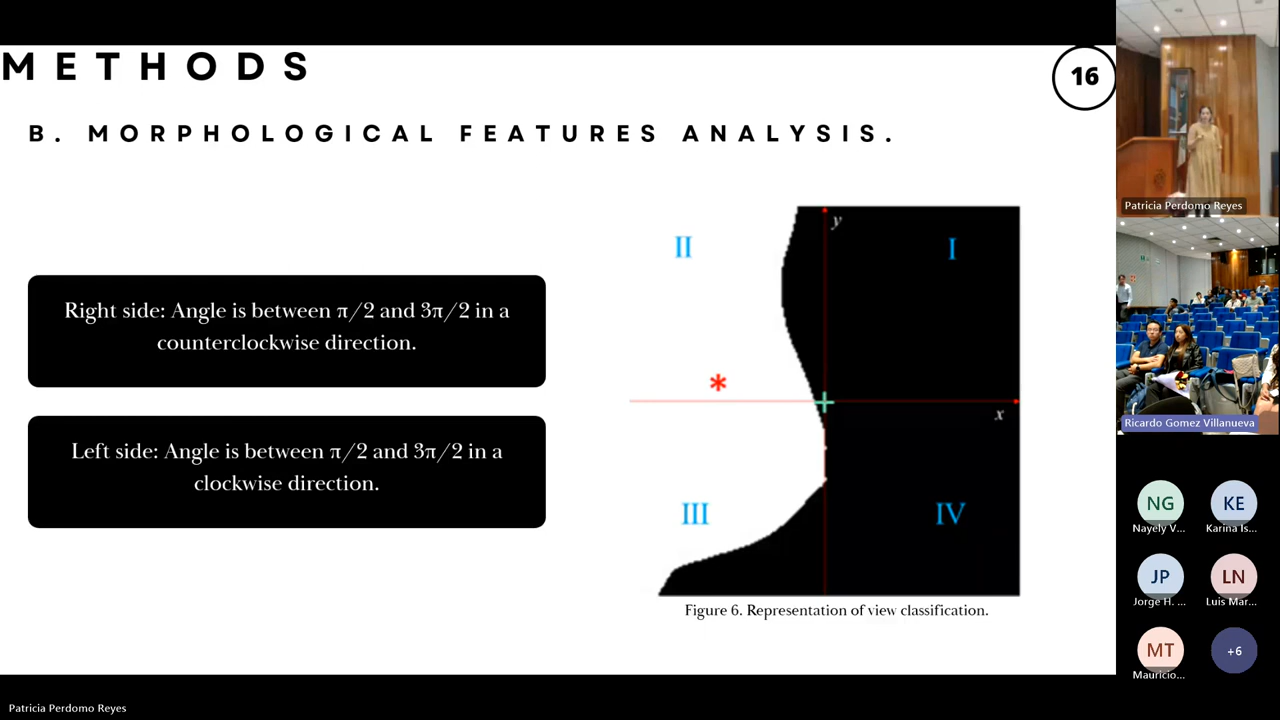 METHODS
16
B. MORPHOLOGICAL FEATURES ANALYSIS.
Right side: Angle is between π/2 and 3π/2 in a
counterclockwise direction.
Left side: Angle is between π/2 and 3π/2 in a
clockwise direction.
II
y
I
*
x
III
IV
Figure 6. Representation of view classification.
Patricia Perdomo Reyes
Ricardo Gomez Villanueva
NG
KE
Nayely V...
Karina Is...
JP
LN
Jorge H. ...
Luis Mar...
MT
+6
Mauricio...
Patricia Perdomo Reyes